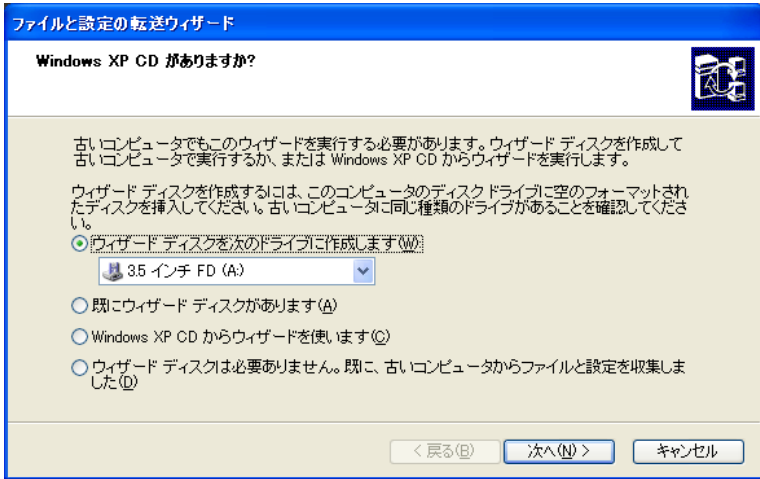 ファイルと設定の転送ウィザード
Windows XP CD がありますか?
古いコンピュータでもこのウィザードを実行する必要があります。ウィザード ディスクを作成して
古いコンピュータで実行するか、または Windows XP CD からウィザードを実行します。
ウィザード ディスクを作成するには、このコンピュータのディスク ドライブに空のフォーマットされ
たディスクを挿入してください。古いコンピュータに同じ種類のドライブがあることを確認してくださ
い。
ウィザード ディスクを次のドライブに作成します(W):
3.5 インチ FD (A:)
既にウィザード ディスクがあります(A)
Windows XP CD からウィザードを使います(C)
ウィザード ディスクは必要ありません。既に、古いコンピュータからファイルと設定を収集しま
した(D)
< 戻る(B) 次へ(N) > キャンセル